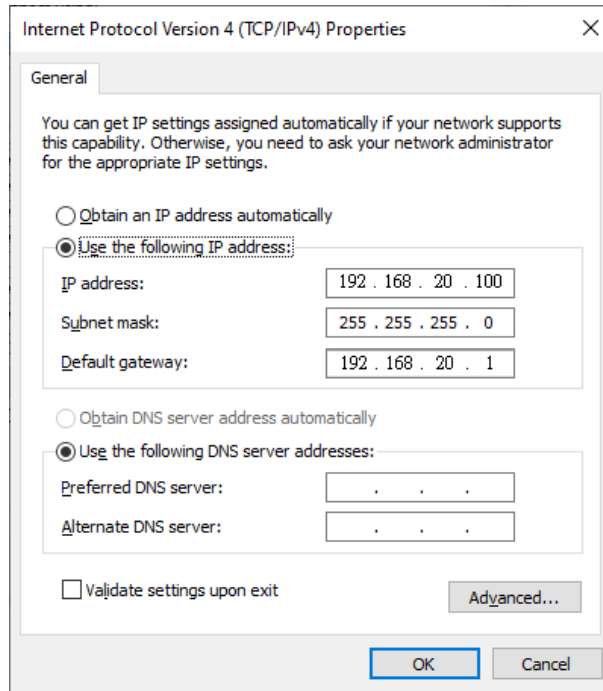 Internet Protocol Version 4 (TCP/IPv4) Properties
General
You can get IP settings assigned automatically if your network supports
this capability. Otherwise, you need to ask your network administrator
for the appropriate IP settings.
Obtain an IP address automatically
Use the following IP address:
IP address: 192 . 168 . 20 . 100
Subnet mask: 255 . 255 . 255 . 0
Default gateway: 192 . 168 . 20 . 1
Obtain DNS server address automatically
Use the following DNS server addresses:
Preferred DNS server: . . .
Alternate DNS server: . . .
Validate settings upon exit
Advanced...
OK Cancel